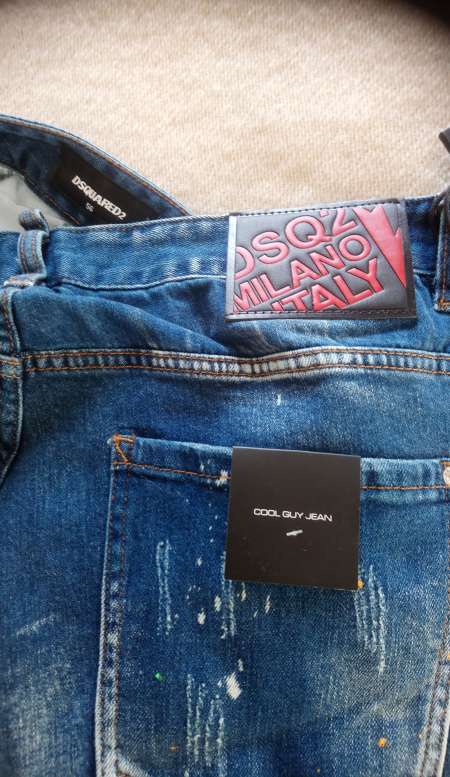 DSQUARED2
56
DSQ2
MILANO
ITALY
COOL GUY JEAN